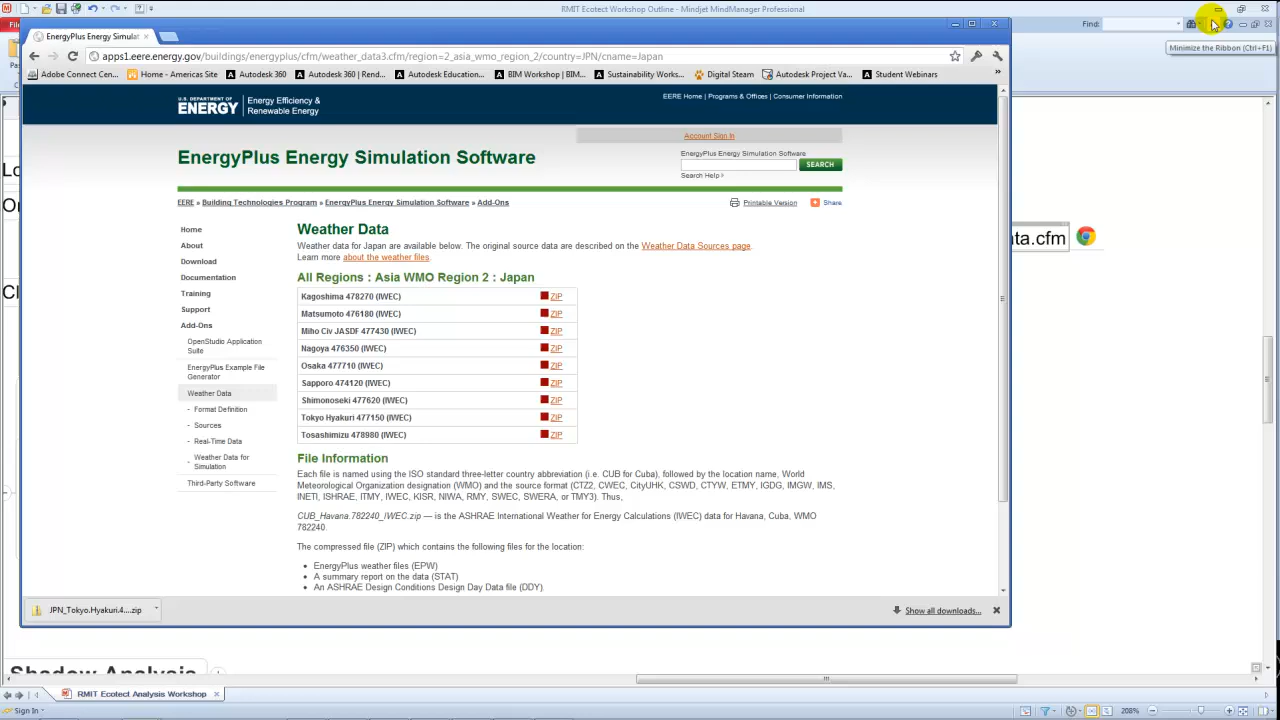 RMIT Ecotect Workshop Outline - Mindjet MindManager Professional
EnergyPlus Energy Simulat
Find:
Minimize the Ribbon (Ctrl+F1)
apps1.eere.energy.gov/buildings/energyplus/cfm/weather_data3.cfm/region=2_asia_wmo_region_2/country=JPN/cname=Japan
Adobe Connect Cen... Home - Americas Site Autodesk 360 Autodesk 360 | Rend... Autodesk Education... BIM Workshop | BIM... Sustainability Works... Digital Steam Autodesk Project Va... Student Webinars
U.S. DEPARTMENT OF
ENERGY Energy Efficiency &
Renewable Energy
EERE Home | Programs & Offices | Consumer Information
Account Sign In
EnergyPlus Energy Simulation Software
EnergyPlus Energy Simulation Software
SEARCH
Search Help
EERE » Building Technologies Program » EnergyPlus Energy Simulation Software » Add-Ons
Printable Version Share
Home
About
Download
Documentation
Training
Support
Add-Ons
OpenStudio Application
Suite
EnergyPlus Example File
Generator
Weather Data
- Format Definition
- Sources
- Real-Time Data
- Weather Data for
Simulation
Third-Party Software
Weather Data
Weather data for Japan are available below. The original source data are described on the Weather Data Sources page.
Learn more about the weather files.
All Regions : Asia WMO Region 2 : Japan
Kagoshima 478270 (IWEC) ZIP
Matsumoto 476180 (IWEC) ZIP
Miho Civ JASDF 477430 (IWEC) ZIP
Nagoya 476350 (IWEC) ZIP
Osaka 477710 (IWEC) ZIP
Sapporo 474120 (IWEC) ZIP
Shimonoseki 477620 (IWEC) ZIP
Tokyo Hyakuri 477150 (IWEC) ZIP
Tosashimizu 478980 (IWEC) ZIP
File Information
Each file is named using the ISO standard three-letter country abbreviation (i.e. CUB for Cuba), followed by the location name, World
Meteorological Organization designation (WMO) and the source format (CTZ2, CWEC, CityUHK, CSWD, CTYW, ETMY, IGDG, IMGW, IMS,
INETI, ISHRAE, ITMY, IWEC, KISR, NIWA, RMY, SWEC, SWERA, or TMY3). Thus,
CUB_Havana.782240_IWEC.zip — is the ASHRAE International Weather for Energy Calculations (IWEC) data for Havana, Cuba, WMO
782240.
The compressed file (ZIP) which contains the following files for the location:
• EnergyPlus weather files (EPW)
• A summary report on the data (STAT)
• An ASHRAE Design Conditions Design Day Data file (DDY)
ta.cfm
JPN_Tokyo.Hyakuri.4....zip
Show all downloads...
Shadow Analysis
RMIT Ecotect Analysis Workshop
Sign In
208%